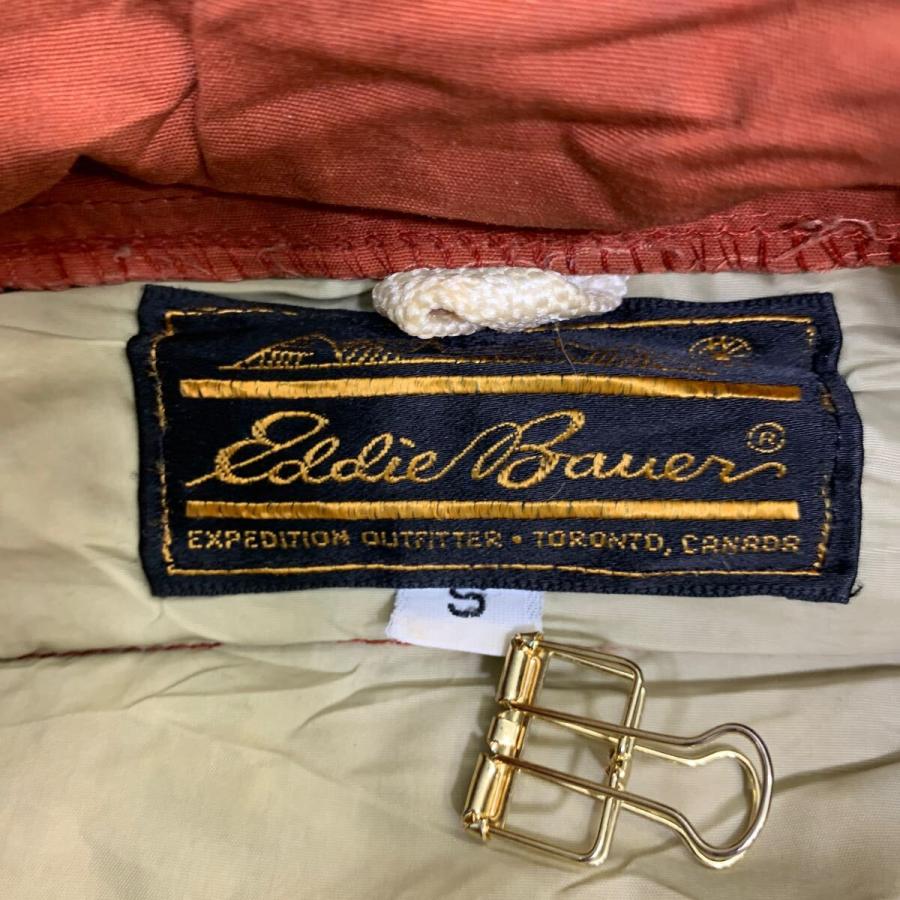 Eddie Bauer ®
EXPEDITION OUTFITTER • TORONTO, CANADA
S